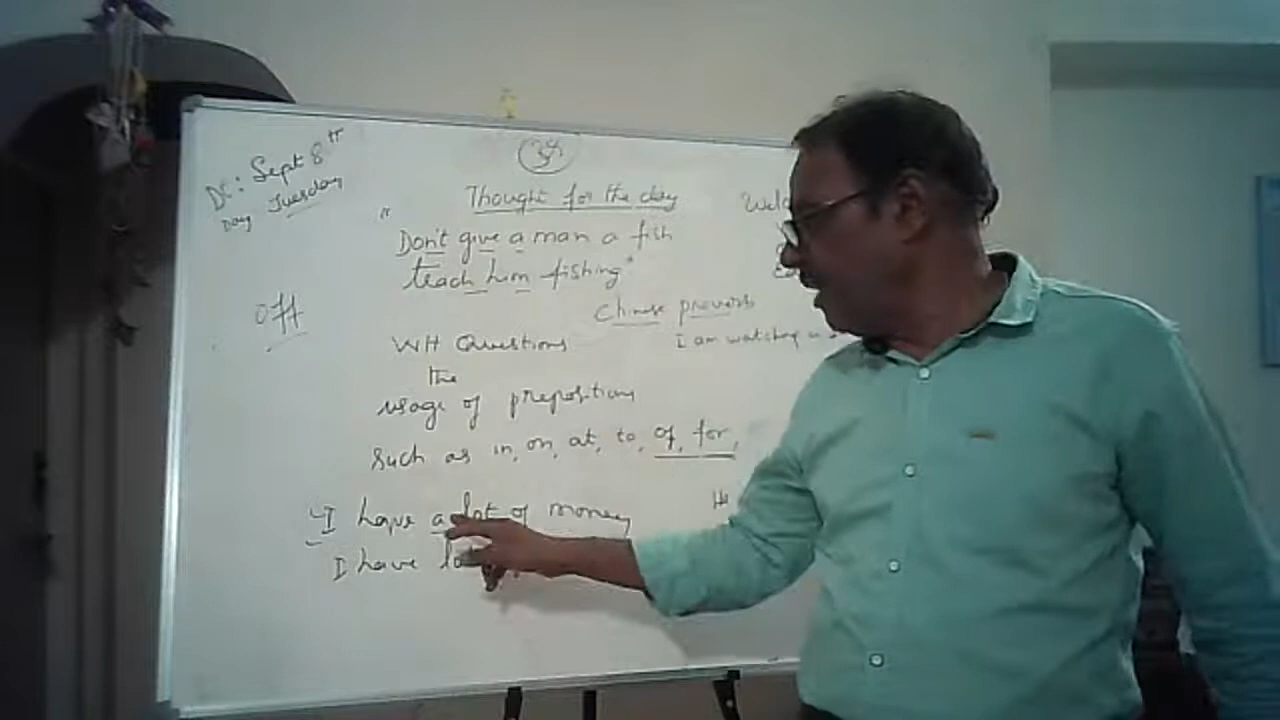 ॐ
Dt: Sept 8th
Day Tuesday
Thought for the day
"Don't give a man a fish
teach him fishing"
Chinese proverb
Off
WH Questions
I am watching
the
usage of prepositions
such as in, on, at, to, of, for,
I have a lot of money
I have